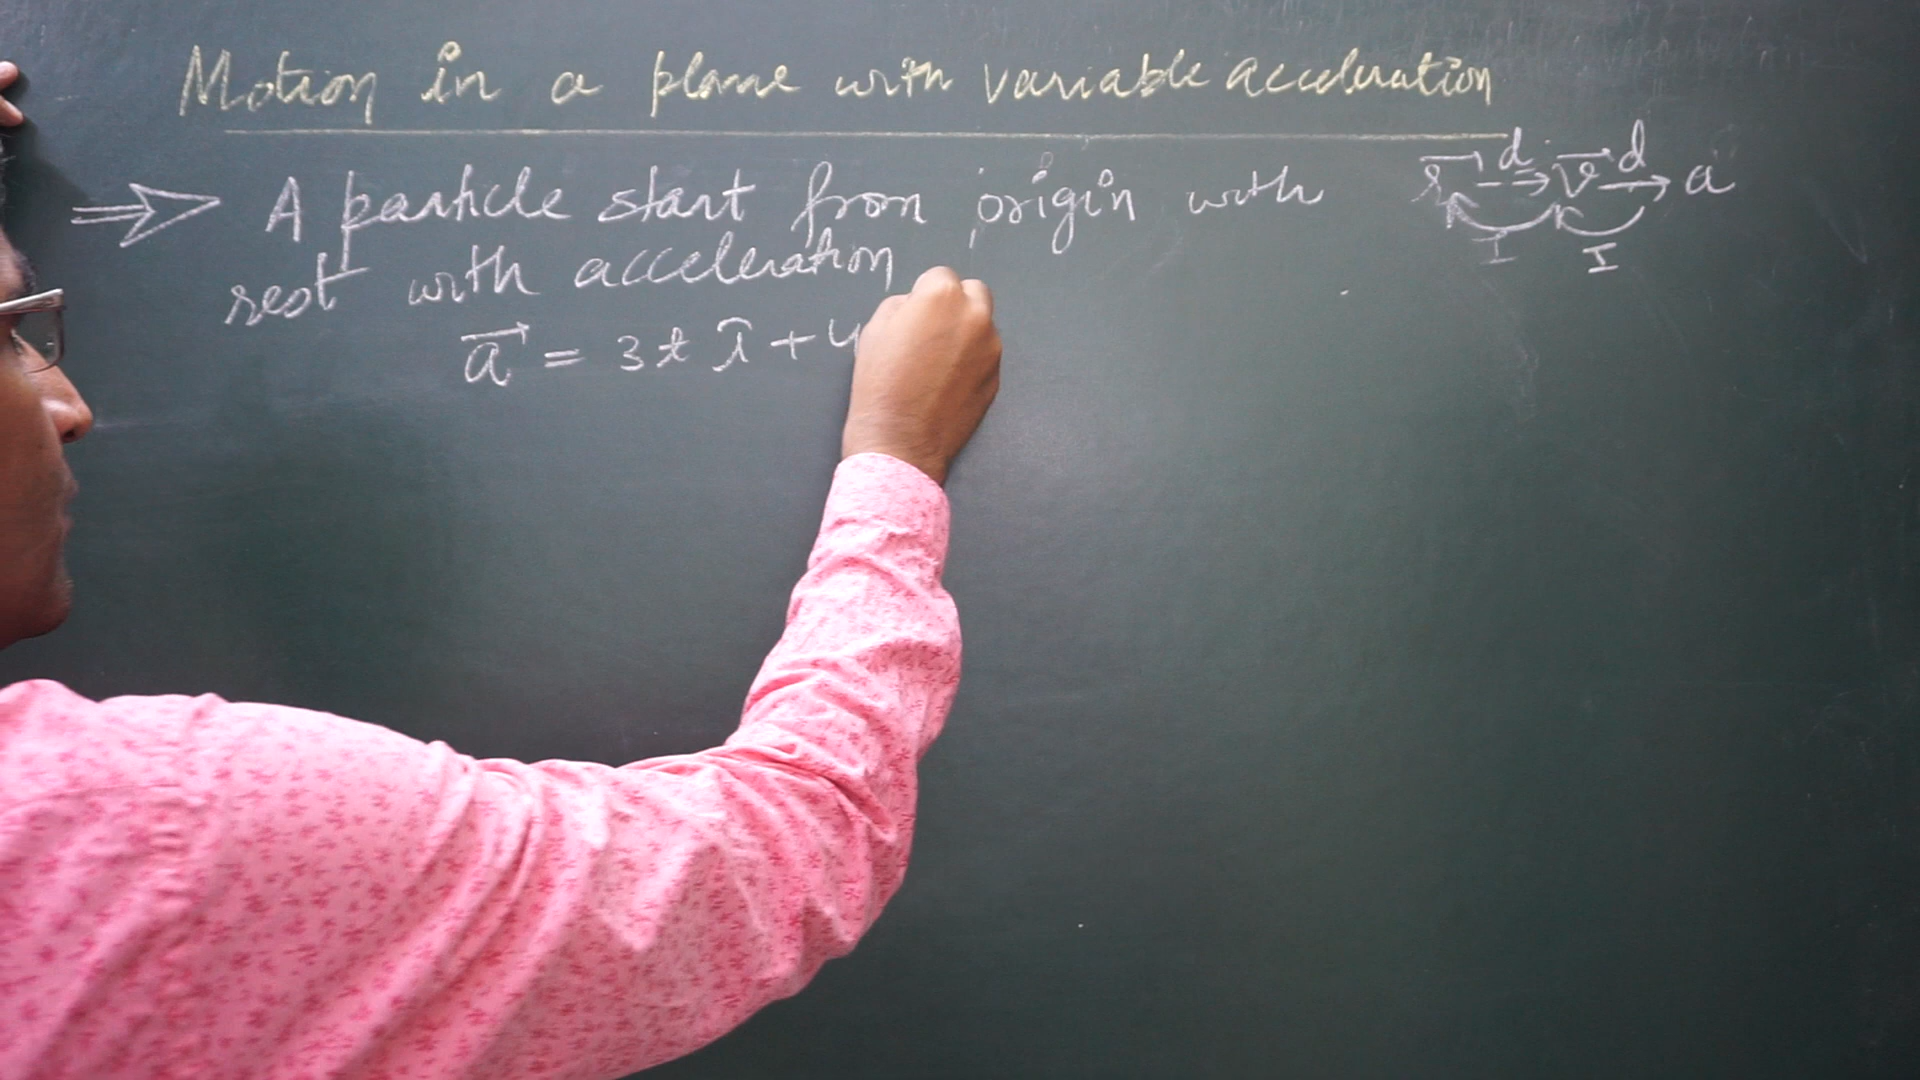 Motion in a plane with variable acceleration
r⃗ d→ v⃗ d→ a
I I
A particle start from origin with
rest with acceleration
a⃗ = 3t î + 4